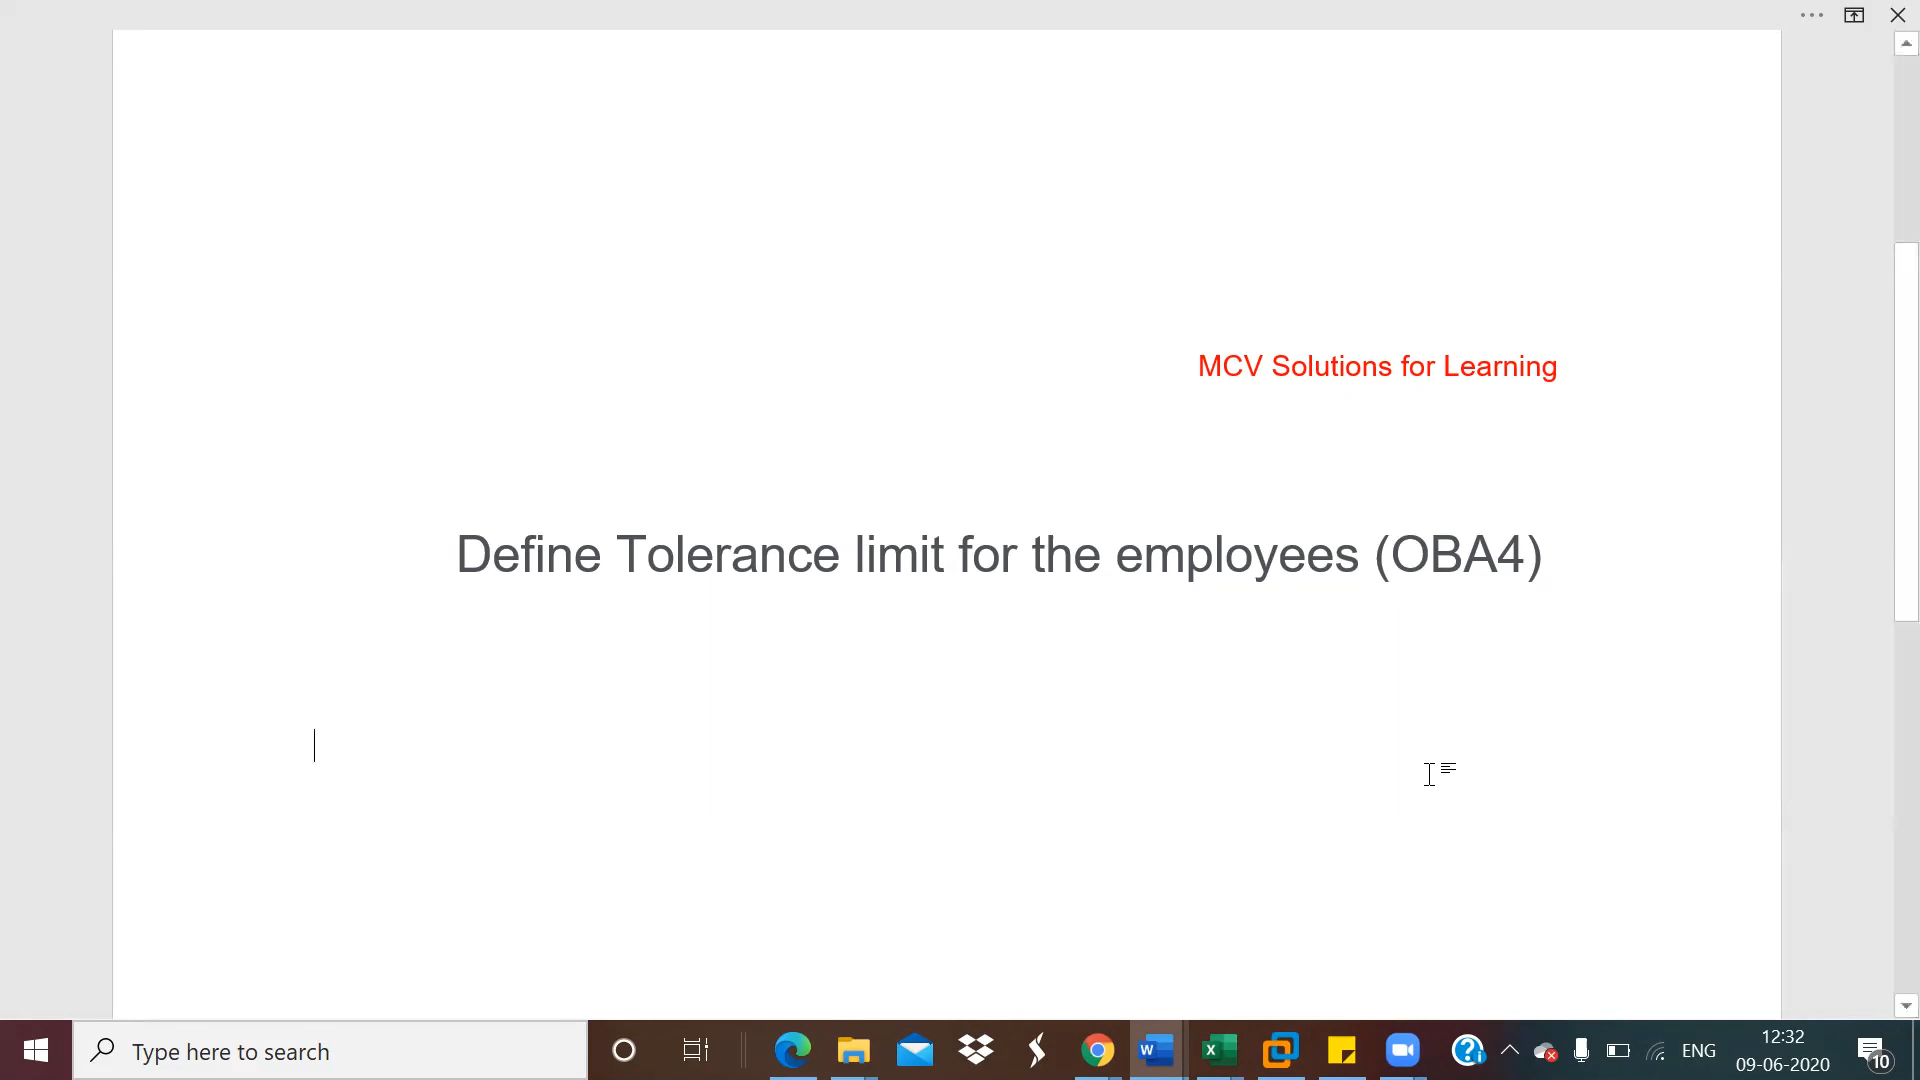 MCV Solutions for Learning
Define Tolerance limit for the employees (OBA4)
Type here to search
ENG
12:32
09-06-2020
10